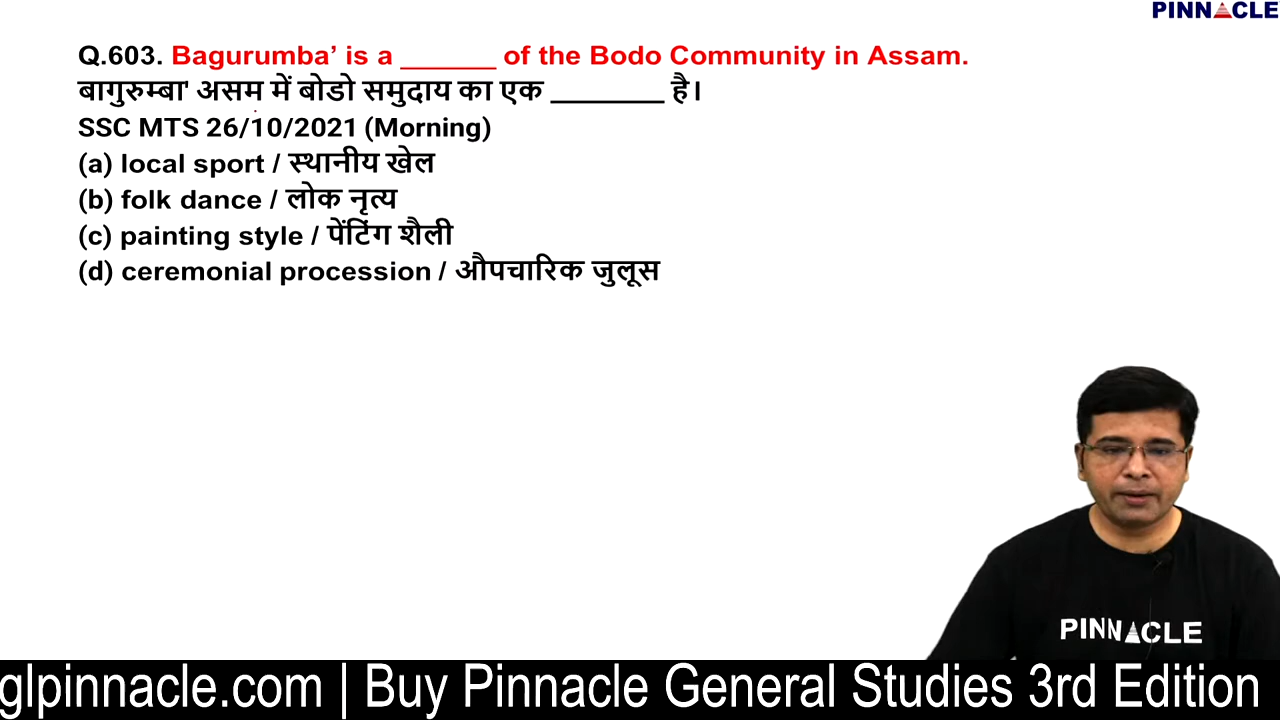 PINNACLE
Q.603. Bagurumba’ is a ______ of the Bodo Community in Assam.
बागुरुम्बा' असम में बोडो समुदाय का एक ________ है।
SSC MTS 26/10/2021 (Morning)
(a) local sport / स्थानीय खेल
(b) folk dance / लोक नृत्य
(c) painting style / पेंटिंग शैली
(d) ceremonial procession / औपचारिक जुलूस
PINNACLE
glpinnacle.com | Buy Pinnacle General Studies 3rd Edition